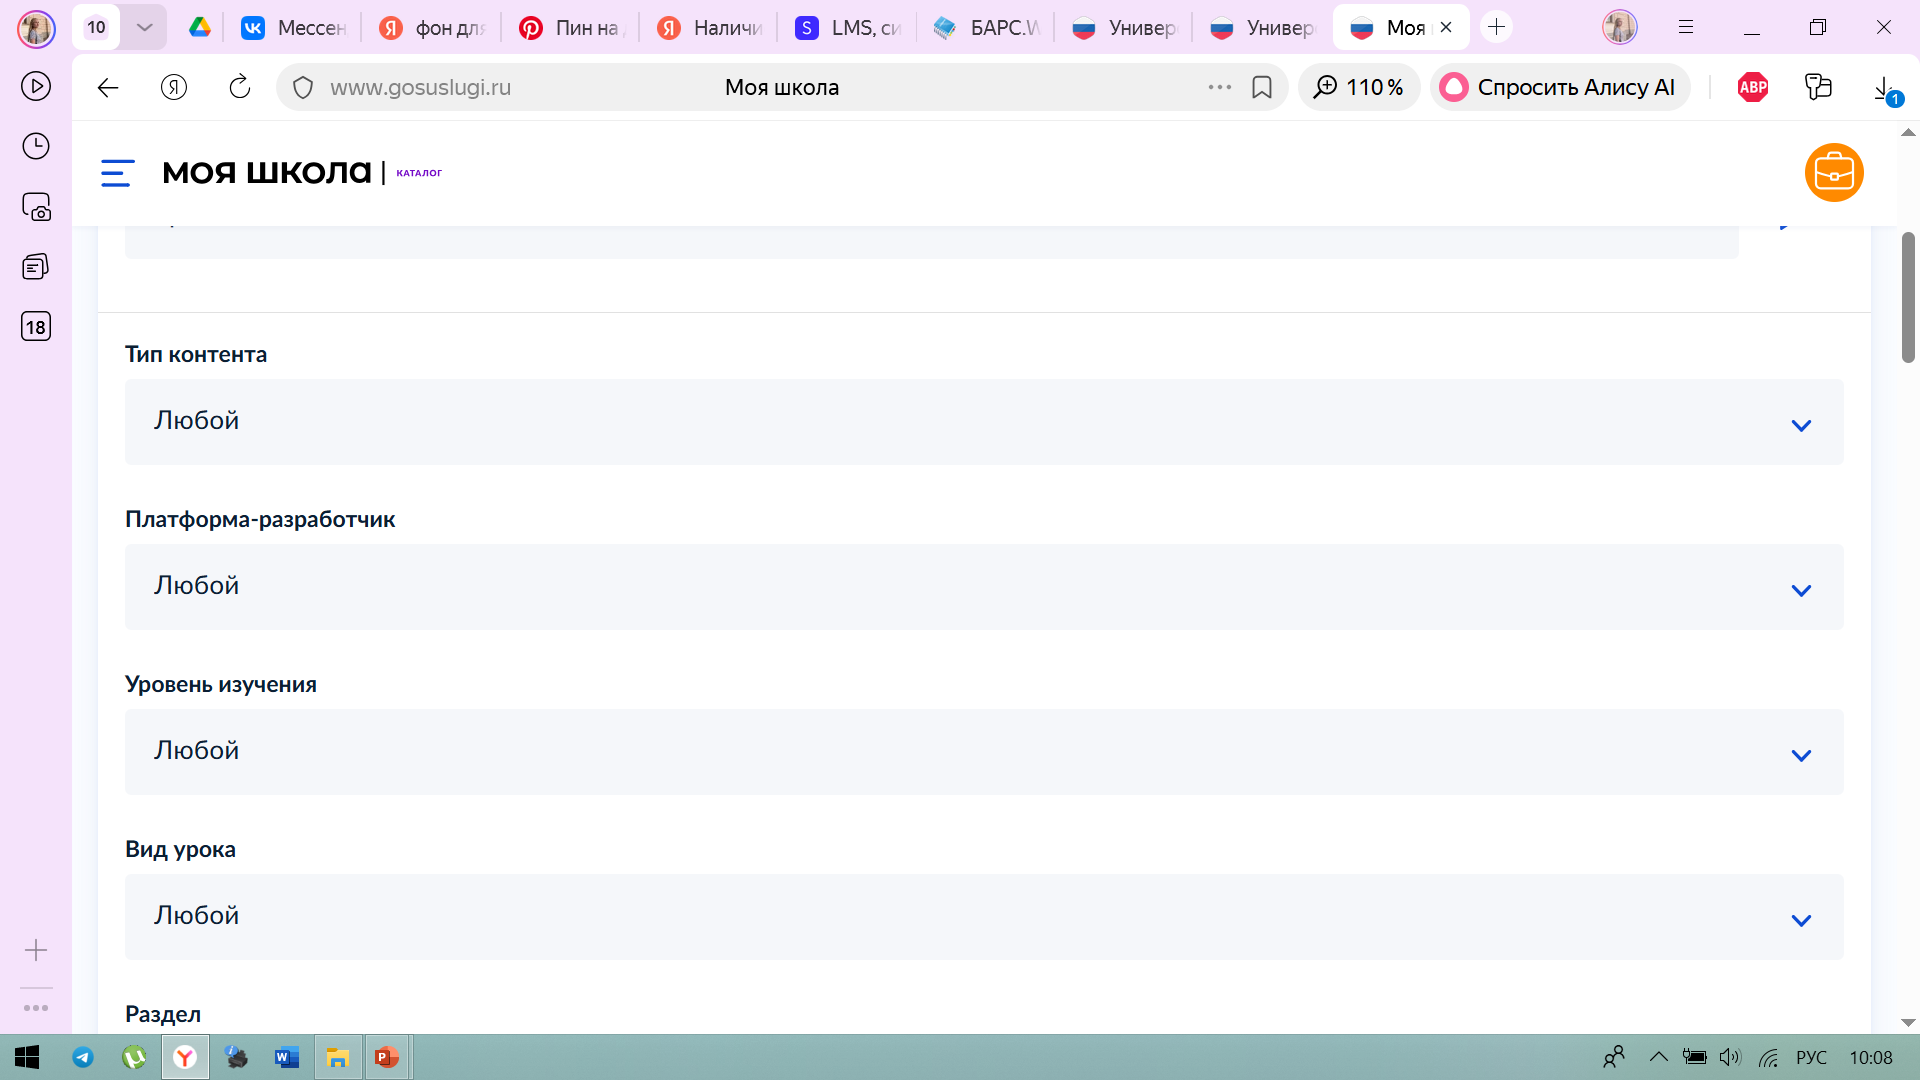 10
Мессен
фон для
Пин на
Наличи
LMS, си
БАРС.W
Универ
Универ
Моя
www.gosuslugi.ru
Моя школа
110 %
Спросить Алису AI
ABP
1
18
моя школа | КАТАЛОГ
Тип контента
Любой
Платформа-разработчик
Любой
Уровень изучения
Любой
Вид урока
Любой
Раздел
РУС
10:08